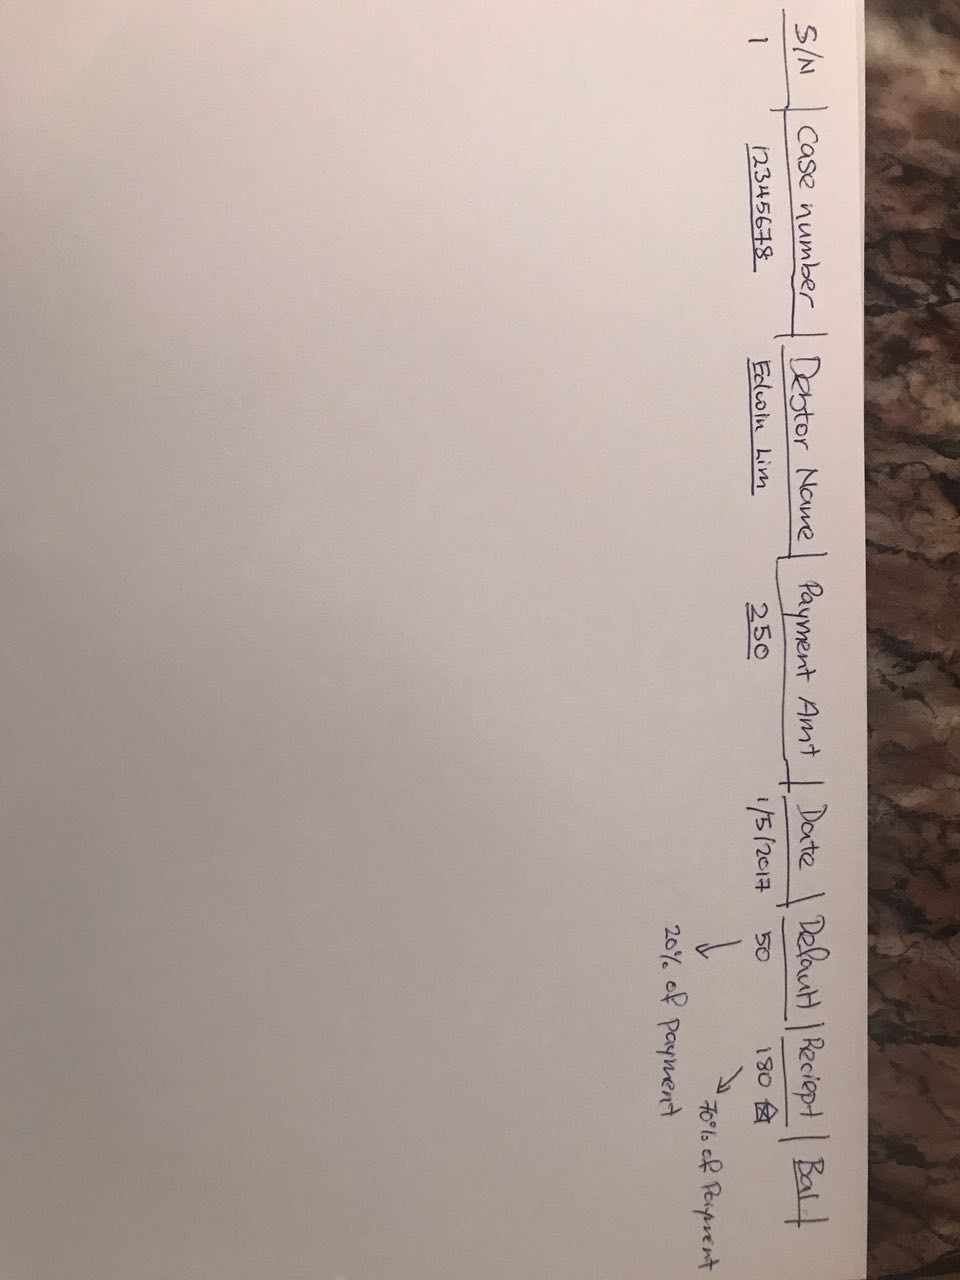 S/N | Case number | Debtor Name | Payment Amt | Date | Default | Reciept | Bal
1 12345678 Edwin Lim 250 1/5/2017 50 180
70% of Payment
20% of Payment